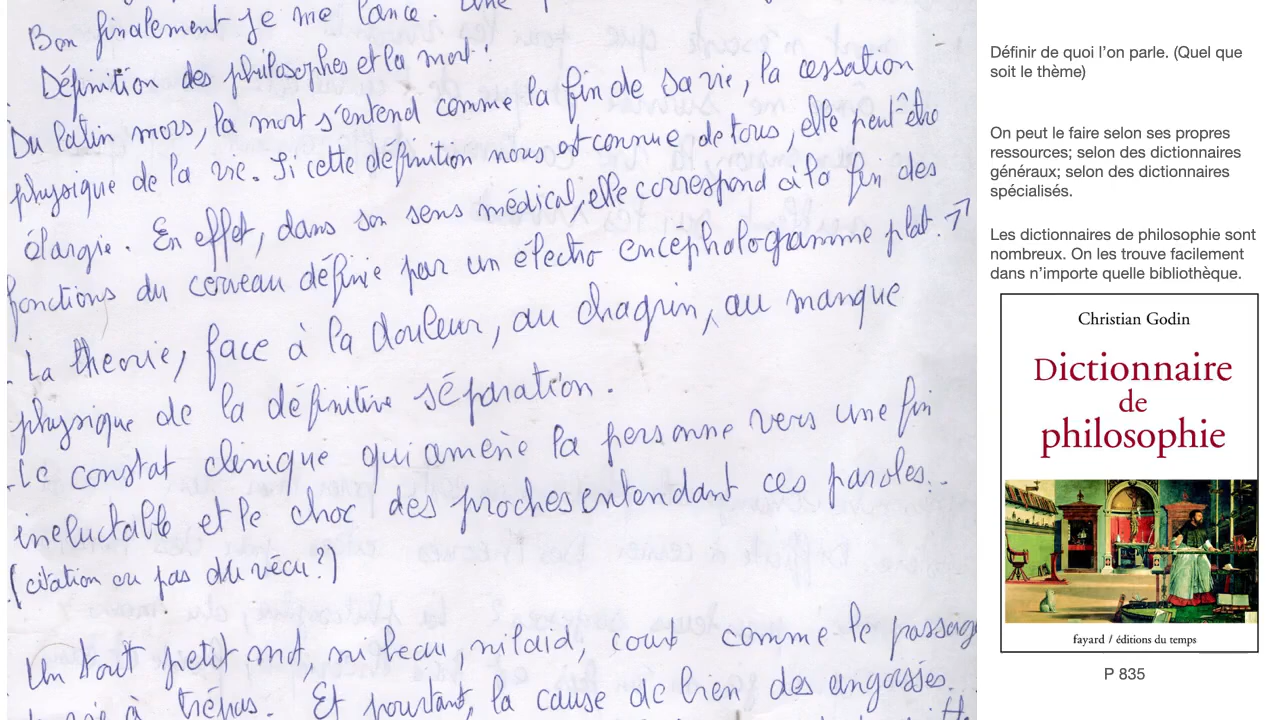 Bon finalement je me lance. Une
Définition des philosophes et la mort :
Du latin mors, la mort s'entend comme la fin de sa vie, la cessation
physique de la vie. Si cette définition nous est connue de tous, elle peut-être
élargie. En effet, dans son sens médical, elle correspond à la fin des
fonctions du cerveau définie par un électro encéphalogramme plat.
. La théorie, face à la douleur, au chagrin, au manque
physique de la définitive séparation.
. Le constat clinique qui amène la personne vers une fin
inéluctable et le choc des proches entendant ces paroles..
(citation ou pas du vécu ?)
Un tout petit mot, ni beau, ni laid, court comme le passage
à trépas. Et pourtant, la cause de bien des angoisses.
Définir de quoi l'on parle. (Quel que
soit le thème)
On peut le faire selon ses propres
ressources; selon des dictionnaires
généraux; selon des dictionnaires
spécialisés.
Les dictionnaires de philosophie sont
nombreux. On les trouve facilement
dans n'importe quelle bibliothèque.
Christian Godin
Dictionnaire
de
philosophie
fayard / éditions du temps
P 835